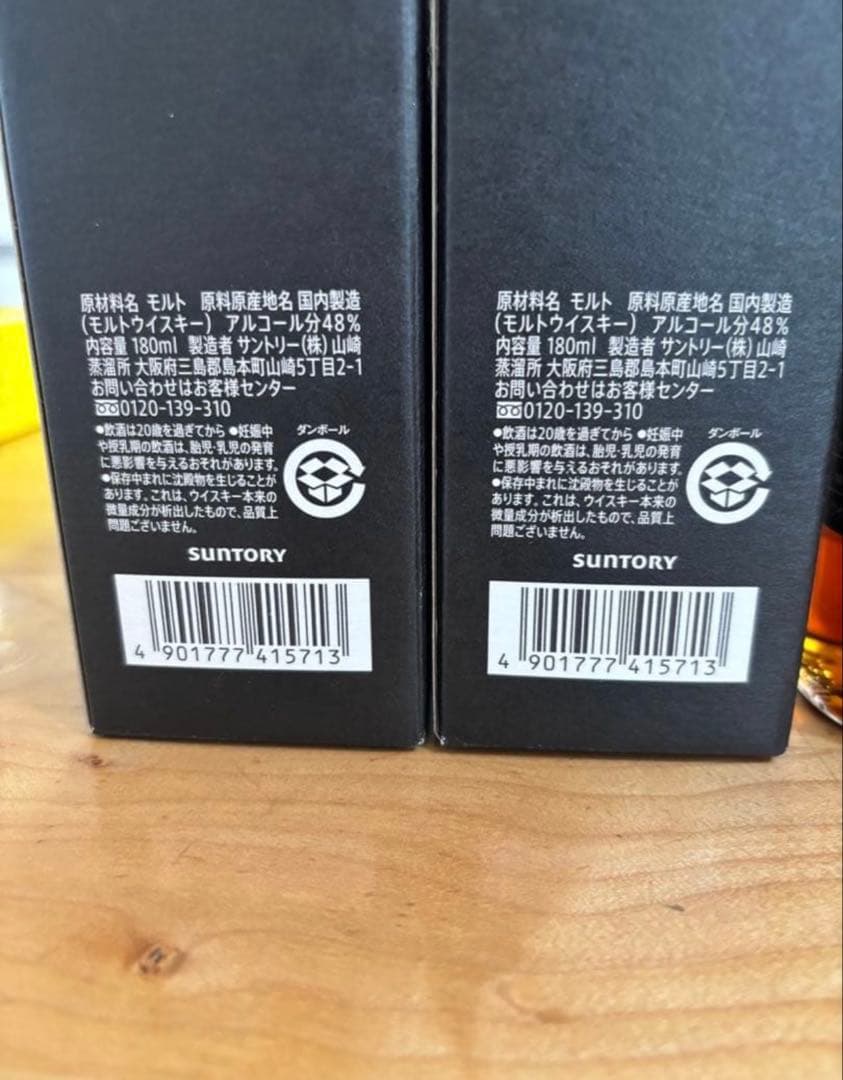 原材料名 モルト 原料原産地名 国内製造
(モルトウイスキー) アルコール分48%
内容量 180ml 製造者 サントリー(株)山崎
蒸溜所 大阪府三島郡島本町山崎5丁目2-1
お問い合わせはお客様センター
0120-139-310
●飲酒は20歳を過ぎてから ●妊娠中
や授乳期の飲酒は、胎児・乳児の発育
に悪影響を与えるおそれがあります。
●保存中まれに沈殿物を生じることが
あります。これは、ウイスキー本来の
微量成分が析出したもので、品質上
問題ございません。
ダンボール
SUNTORY
4 901777 415713
原材料名 モルト 原料原産地名 国内製造
(モルトウイスキー) アルコール分48%
内容量 180ml 製造者 サントリー(株)山崎
蒸溜所 大阪府三島郡島本町山崎5丁目2-1
お問い合わせはお客様センター
0120-139-310
●飲酒は20歳を過ぎてから ●妊娠中
や授乳期の飲酒は、胎児・乳児の発育
に悪影響を与えるおそれがあります。
●保存中まれに沈殿物を生じることが
あります。これは、ウイスキー本来の
微量成分が析出したもので、品質上
問題ございません。
ダンボール
SUNTORY
4 901777 415713